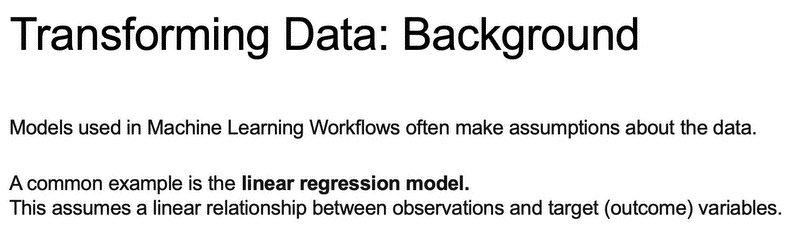 Transforming Data: Background
Models used in Machine Learning Workflows often make assumptions about the data.
A common example is the linear regression model.
This assumes a linear relationship between observations and target (outcome) variables.